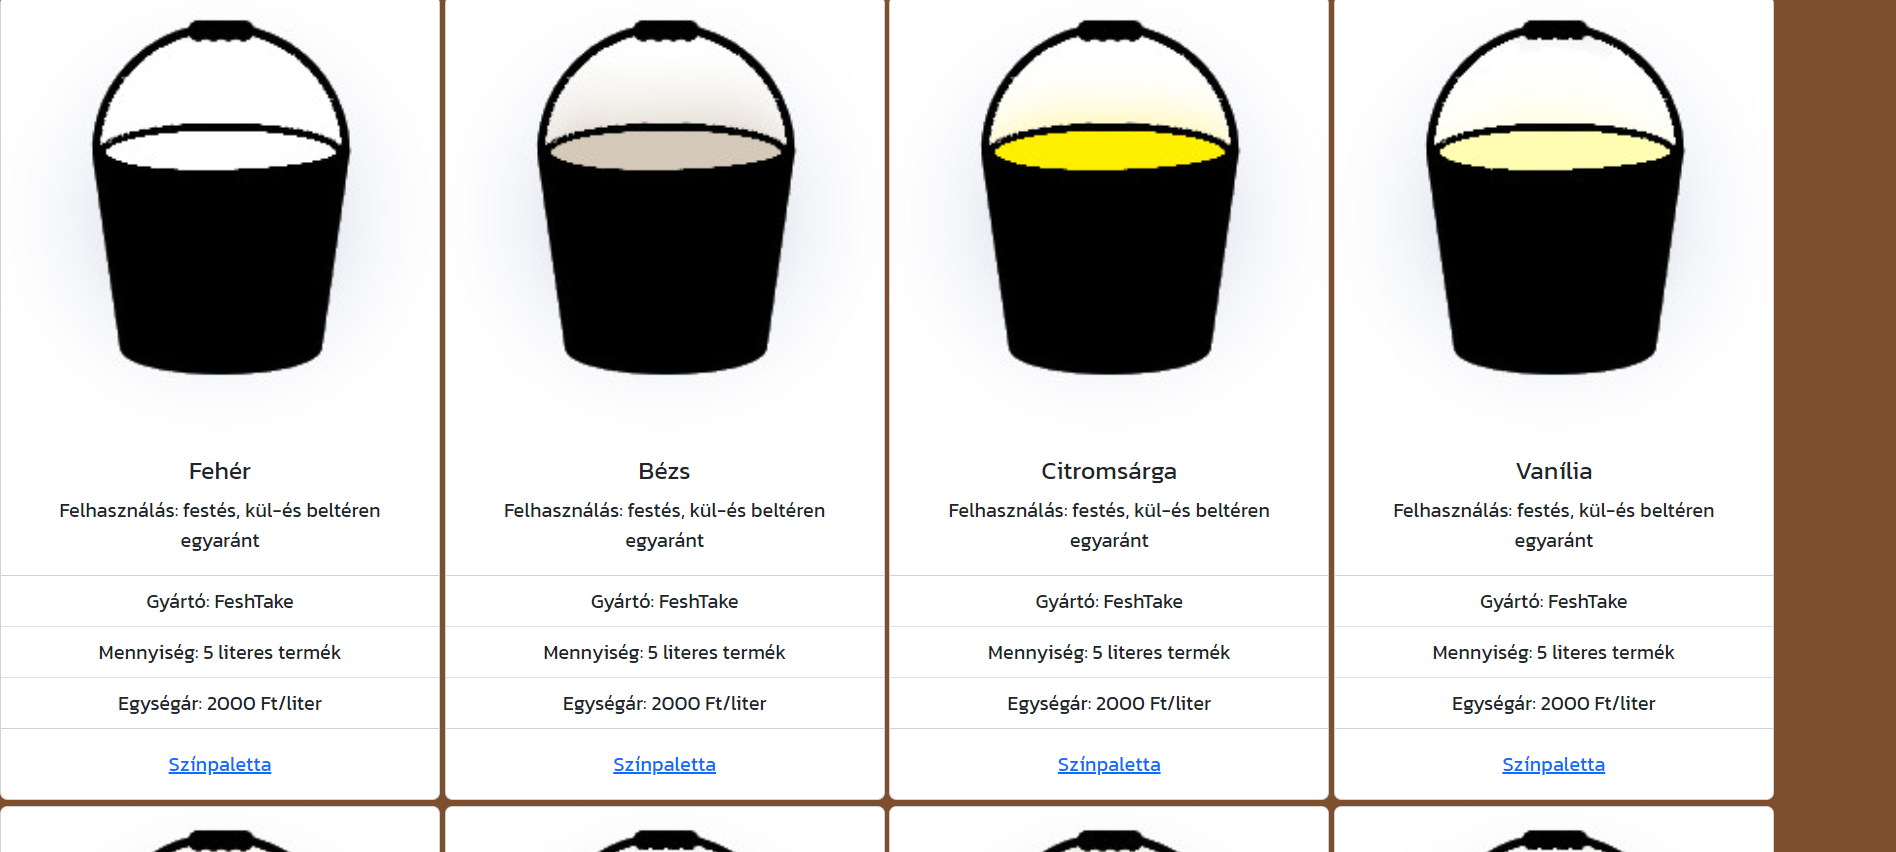 Fehér
Felhasználás: festés, kül-és beltéren
egyaránt
Gyártó: FeshTake
Mennyiség: 5 literes termék
Egységár: 2000 Ft/liter
Színpaletta
Bézs
Felhasználás: festés, kül-és beltéren
egyaránt
Gyártó: FeshTake
Mennyiség: 5 literes termék
Egységár: 2000 Ft/liter
Színpaletta
Citromsárga
Felhasználás: festés, kül-és beltéren
egyaránt
Gyártó: FeshTake
Mennyiség: 5 literes termék
Egységár: 2000 Ft/liter
Színpaletta
Vanília
Felhasználás: festés, kül-és beltéren
egyaránt
Gyártó: FeshTake
Mennyiség: 5 literes termék
Egységár: 2000 Ft/liter
Színpaletta